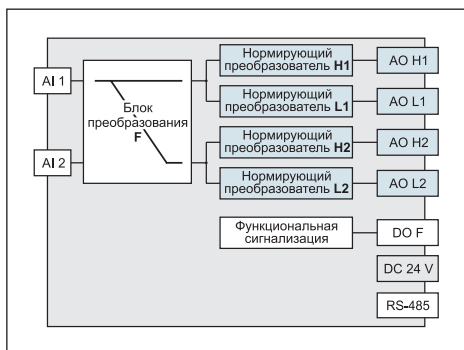 AI 1
AI 2
Блок
преобразования
F
Нормирующий
преобразователь H1
AO H1
Нормирующий
преобразователь L1
AO L1
Нормирующий
преобразователь H2
AO H2
Нормирующий
преобразователь L2
AO L2
Функциональная
сигнализация
DO F
DC 24 V
RS-485